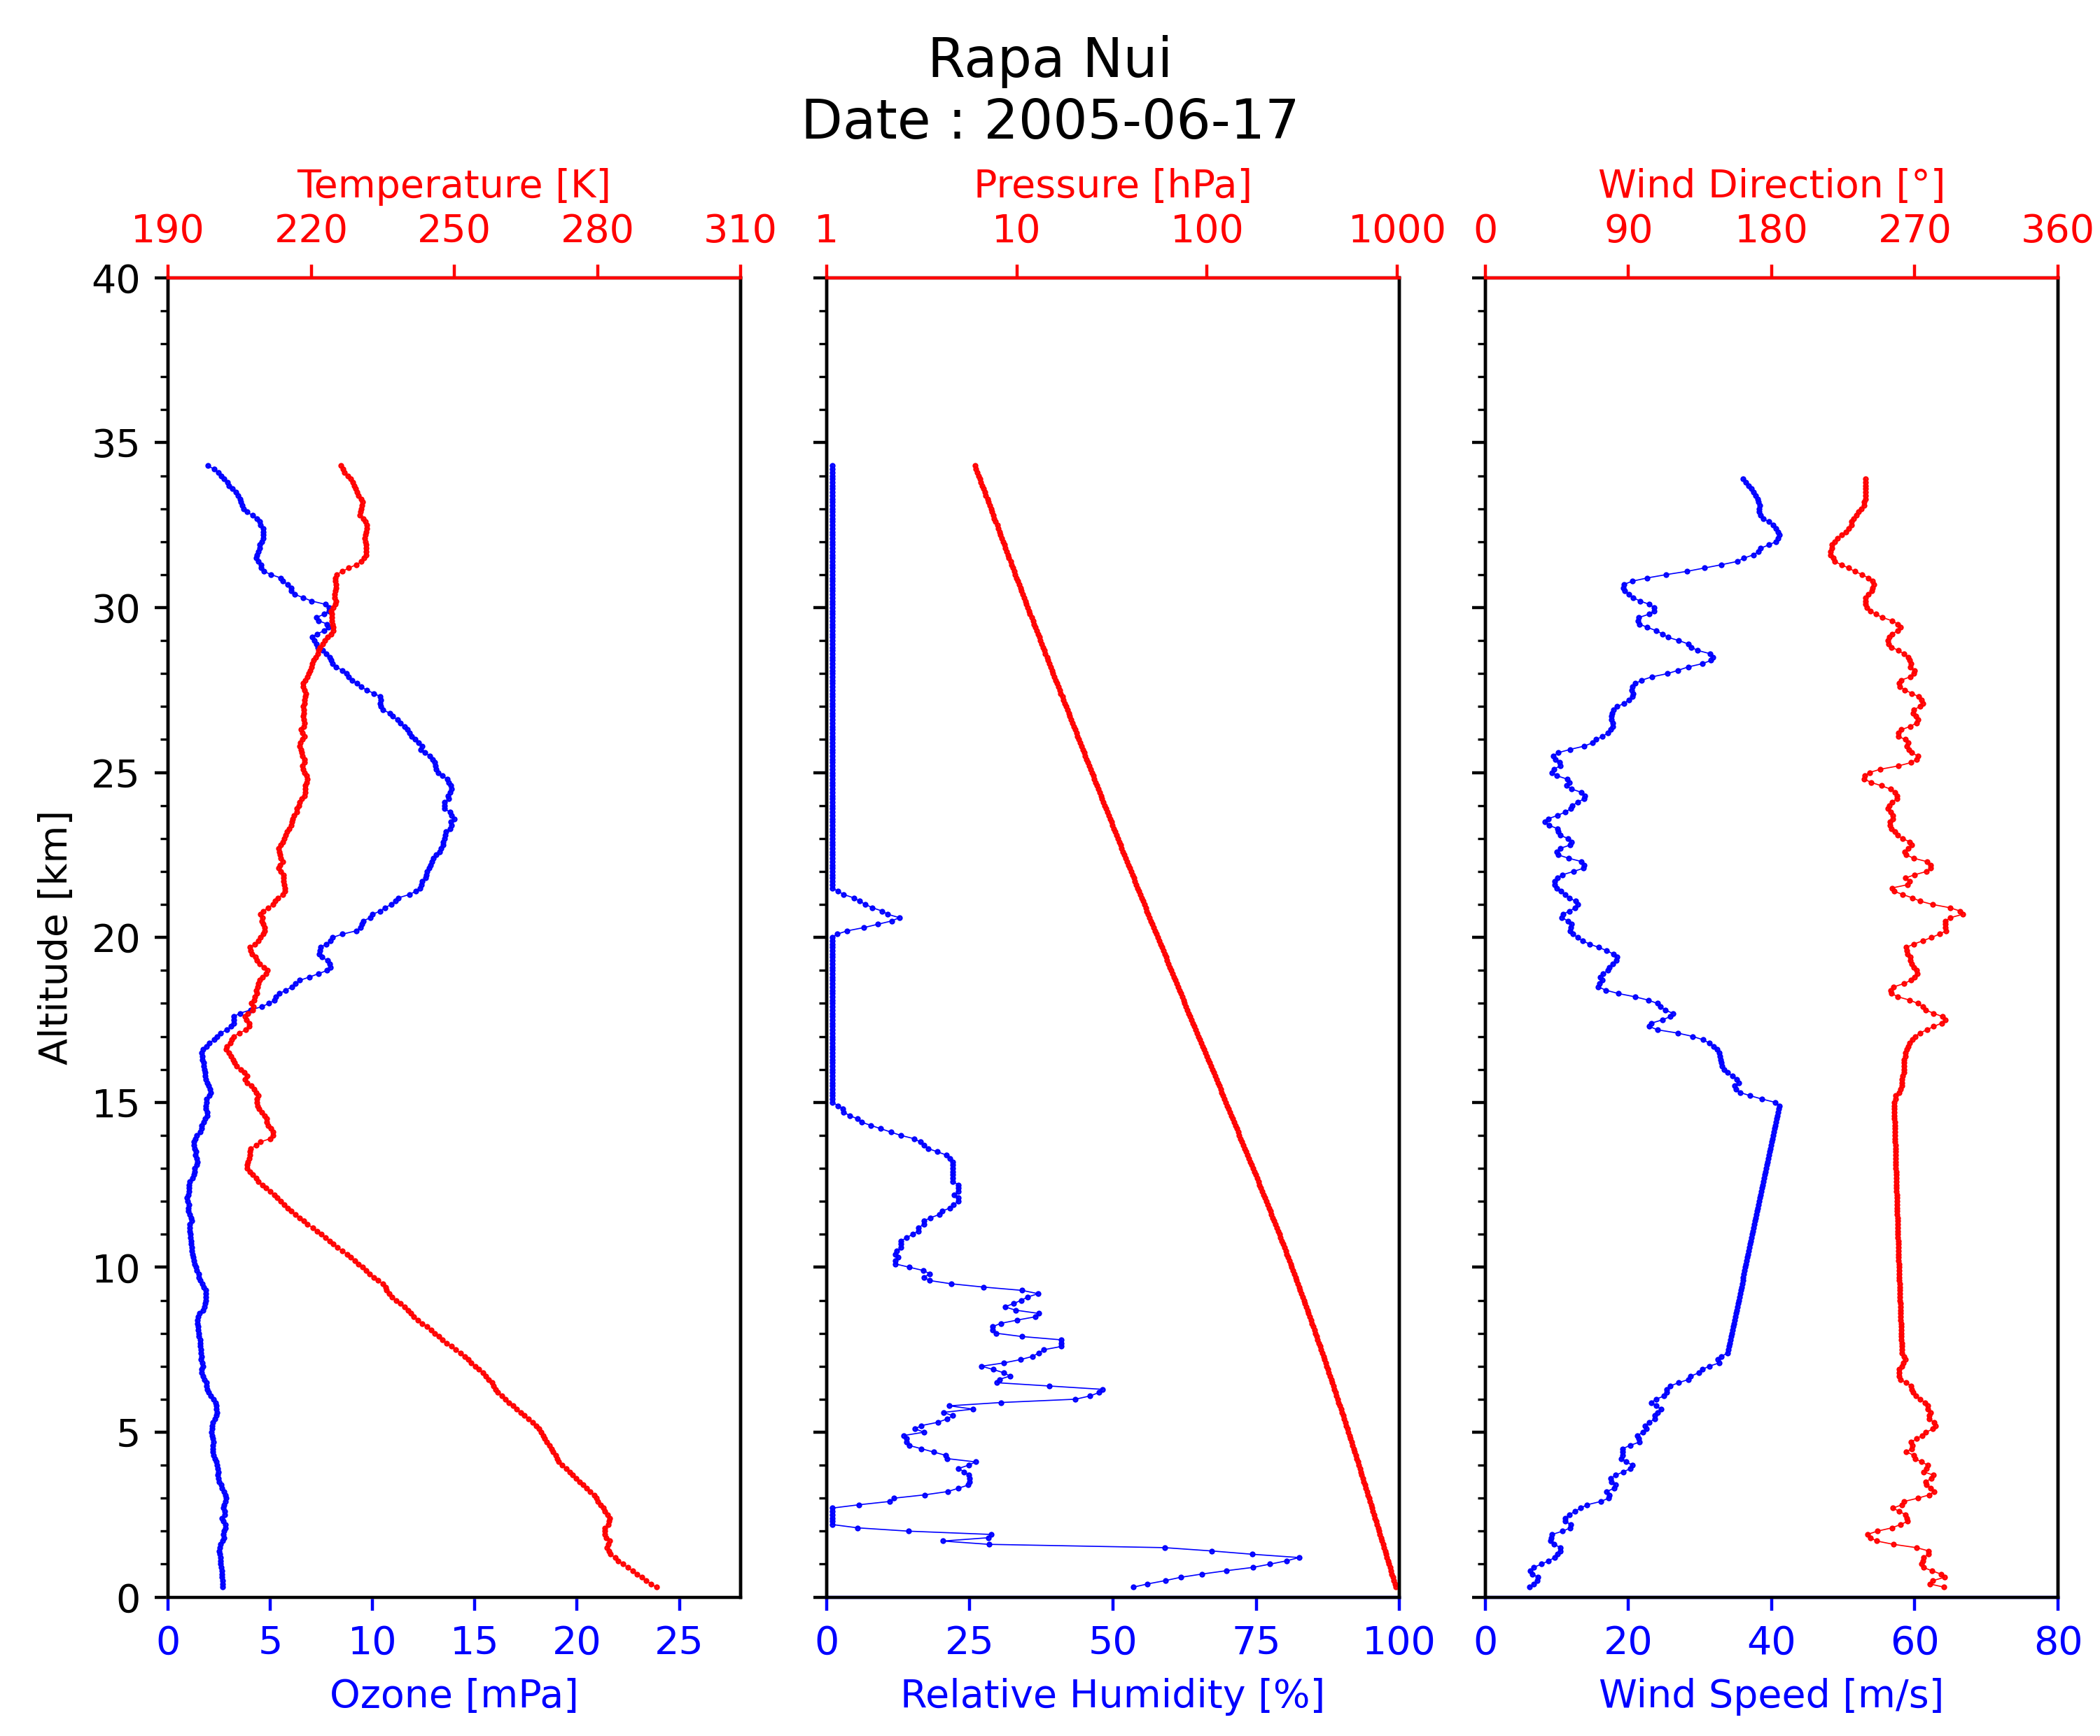 Rapa Nui
Date : 2005-06-17
Temperature [K]
190 220 250 280 310
Pressure [hPa]
1 10 100 1000
Wind Direction [°]
0 90 180 270 360
Altitude [km]
40
35
30
25
20
15
10
5
0
0 5 10 15 20 25
Ozone [mPa]
0 25 50 75 100
Relative Humidity [%]
0 20 40 60 80
Wind Speed [m/s]